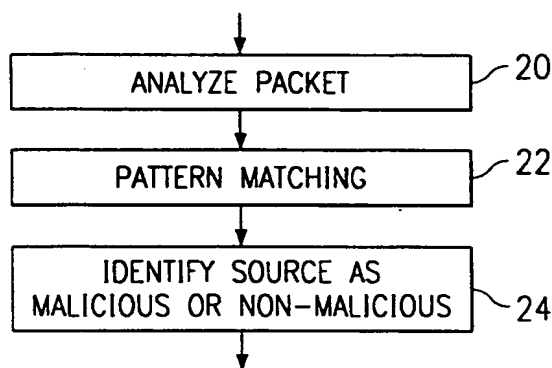 ANALYZE PACKET
20
PATTERN MATCHING
22
IDENTIFY SOURCE AS
MALICIOUS OR NON-MALICIOUS
24